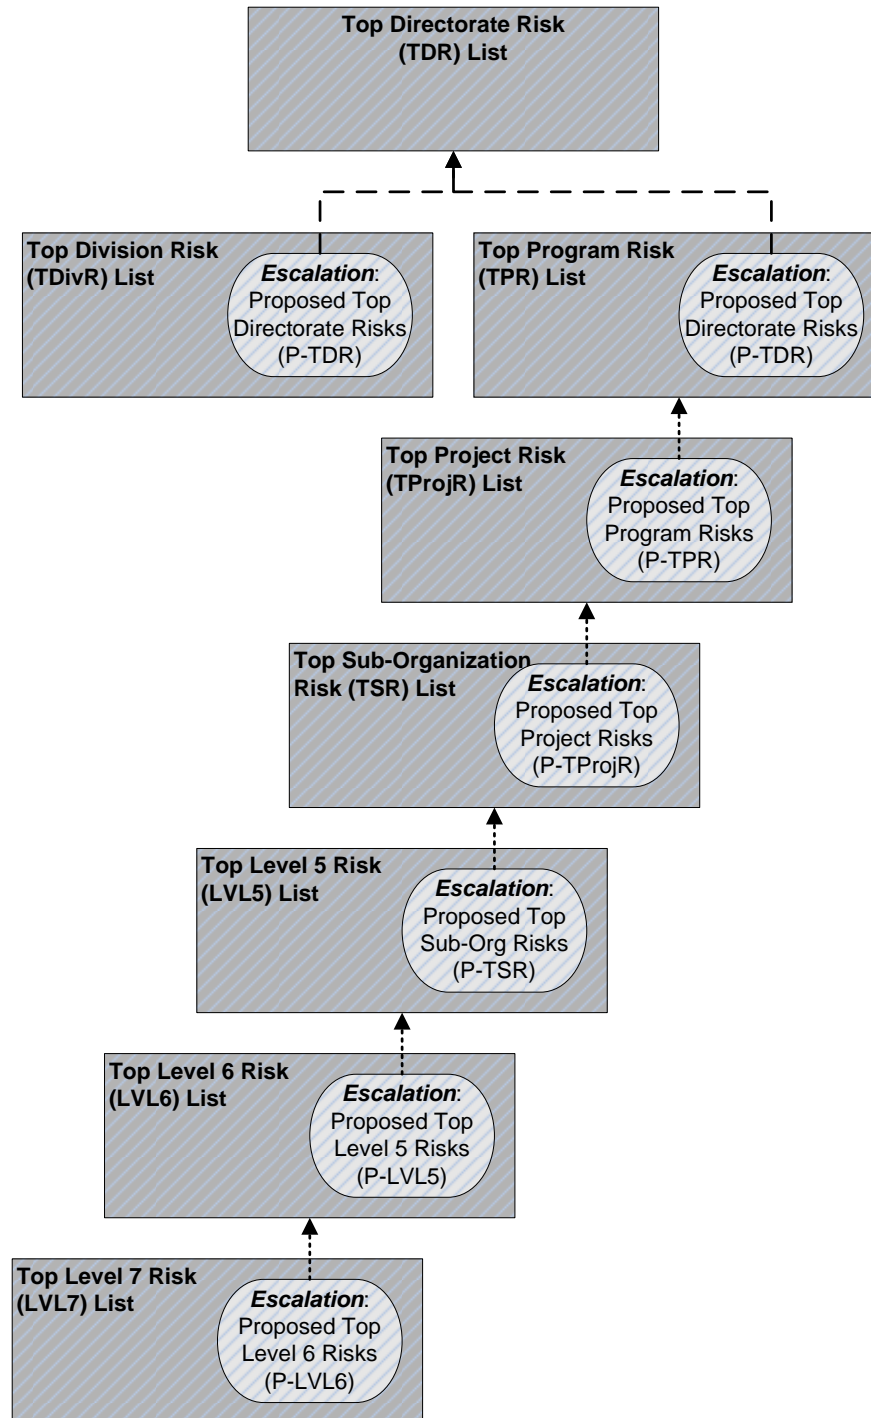 Top Directorate Risk
(TDR) List
Top Division Risk
(TDivR) List
Escalation:
Proposed Top
Directorate Risks
(P-TDR)
Top Program Risk
(TPR) List
Escalation:
Proposed Top
Directorate Risks
(P-TDR)
Top Project Risk
(TProjR) List
Escalation:
Proposed Top
Program Risks
(P-TPR)
Top Sub-Organization
Risk (TSR) List
Escalation:
Proposed Top
Project Risks
(P-TProjR)
Top Level 5 Risk
(LVL5) List
Escalation:
Proposed Top
Sub-Org Risks
(P-TSR)
Top Level 6 Risk
(LVL6) List
Escalation:
Proposed Top
Level 5 Risks
(P-LVL5)
Top Level 7 Risk
(LVL7) List
Escalation:
Proposed Top
Level 6 Risks
(P-LVL6)